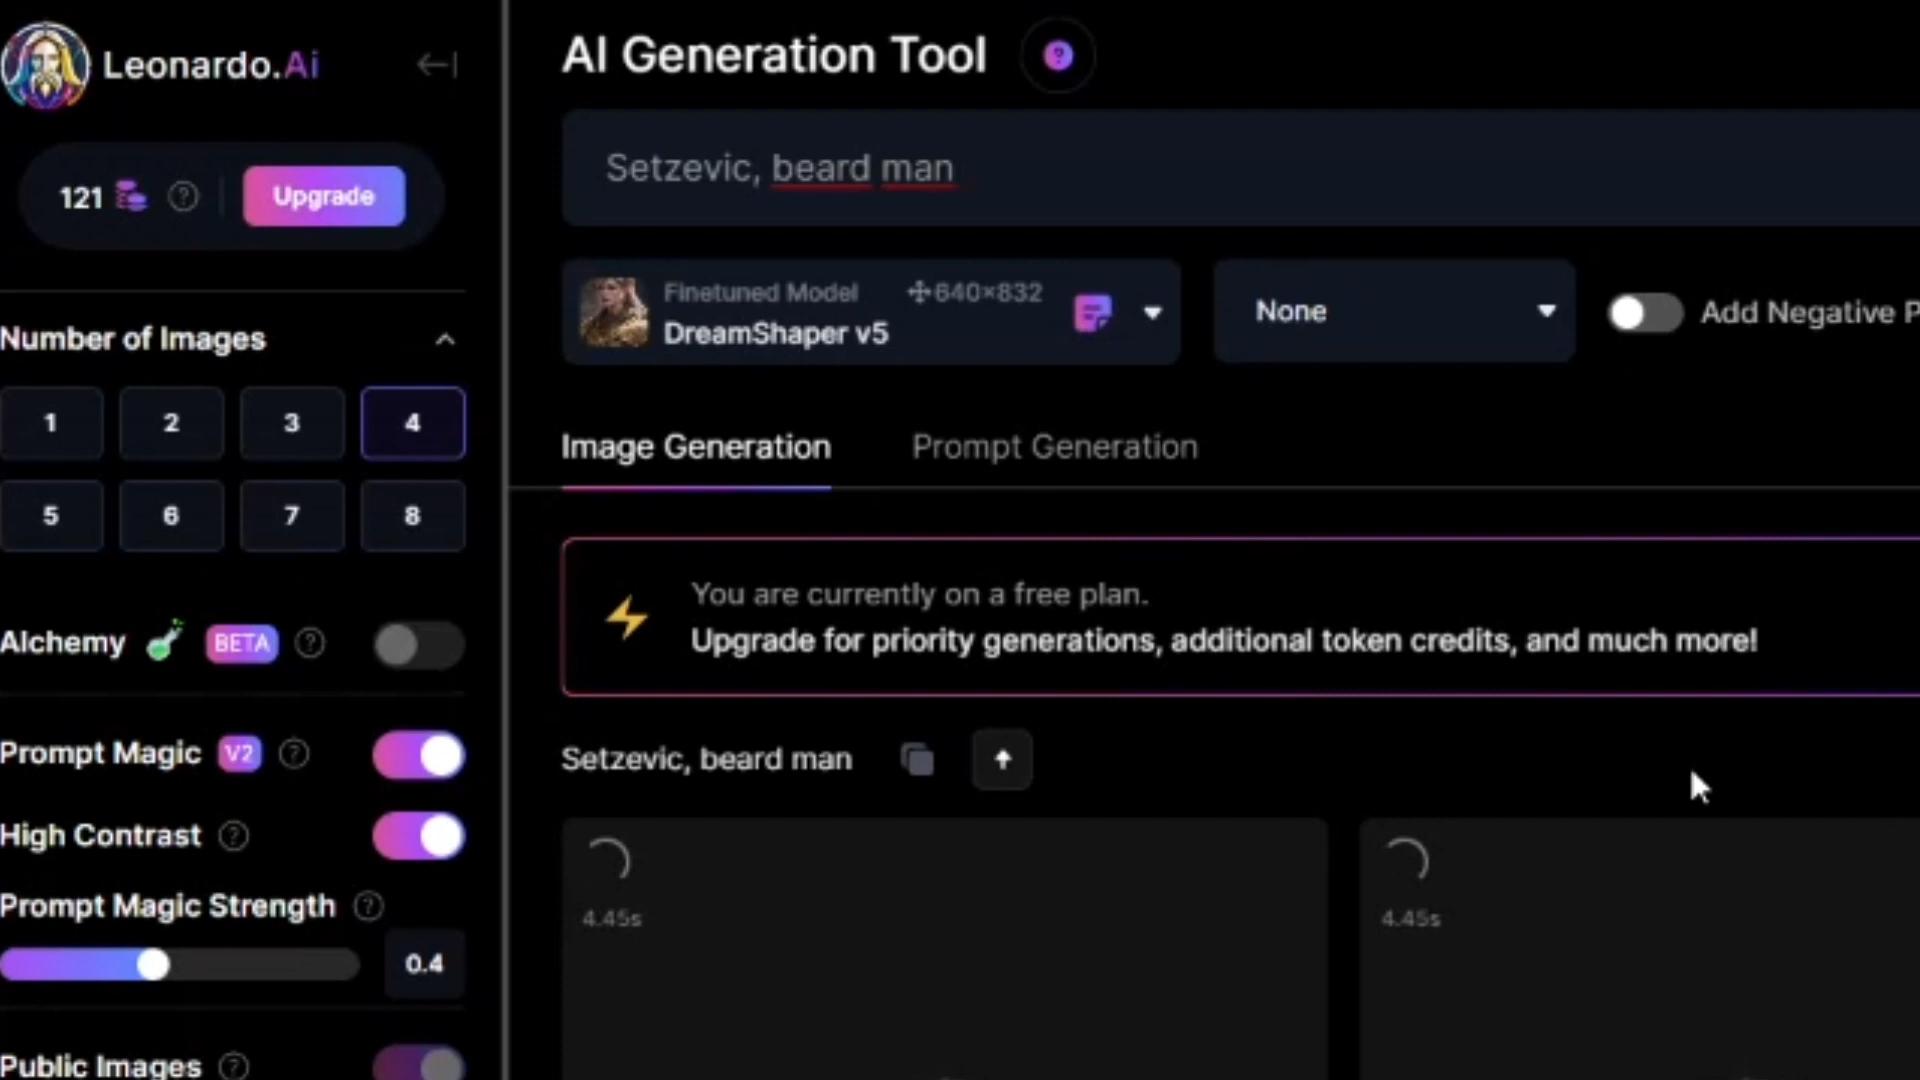 Leonardo.Ai
121
Upgrade
Number of Images
1 2 3 4
5 6 7 8
Alchemy BETA
Prompt Magic V2
High Contrast
Prompt Magic Strength
0.4
Public Images
AI Generation Tool
Setzevic, beard man
Finetuned Model 640×832
DreamShaper v5
None
Add Negative P
Image Generation Prompt Generation
You are currently on a free plan.
Upgrade for priority generations, additional token credits, and much more!
Setzevic, beard man
4.45s 4.45s